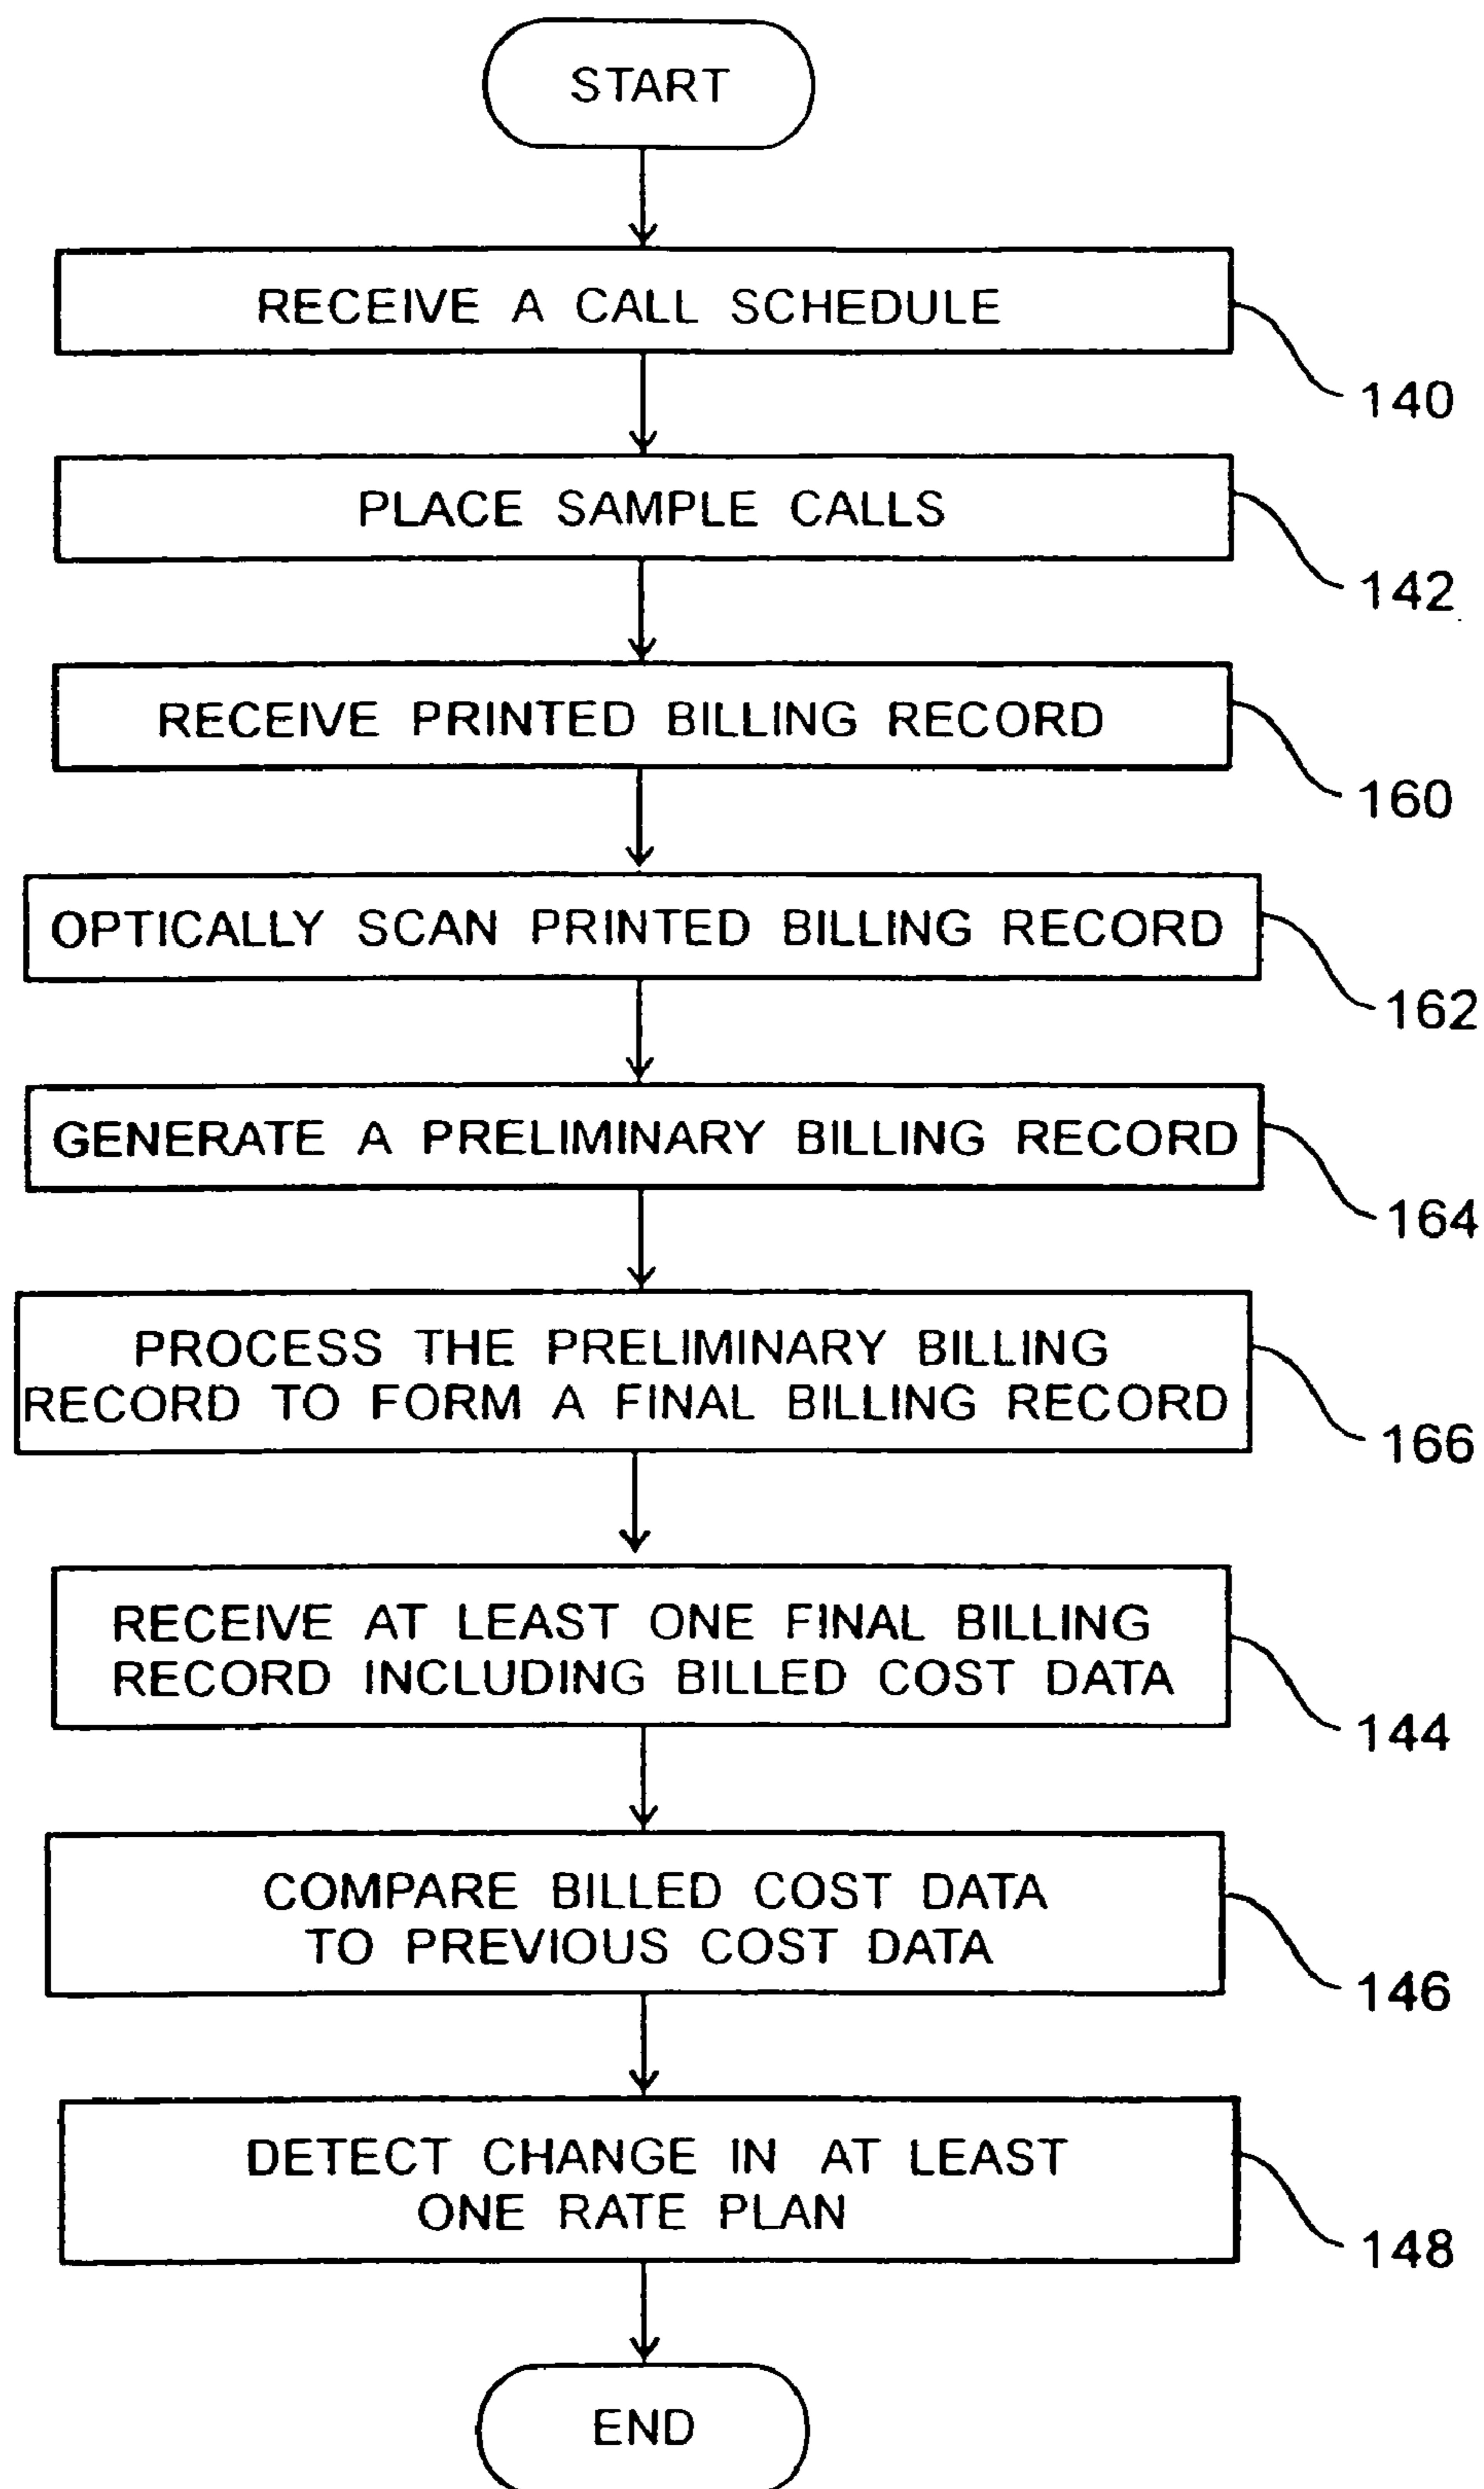 START
RECEIVE A CALL SCHEDULE
140
PLACE SAMPLE CALLS
142
RECEIVE PRINTED BILLING RECORD
160
OPTICALLY SCAN PRINTED BILLING RECORD
162
GENERATE A PRELIMINARY BILLING RECORD
164
PROCESS THE PRELIMINARY BILLING
RECORD TO FORM A FINAL BILLING RECORD
166
RECEIVE AT LEAST ONE FINAL BILLING
RECORD INCLUDING BILLED COST DATA
144
COMPARE BILLED COST DATA
TO PREVIOUS COST DATA
146
DETECT CHANGE IN AT LEAST
ONE RATE PLAN
148
END